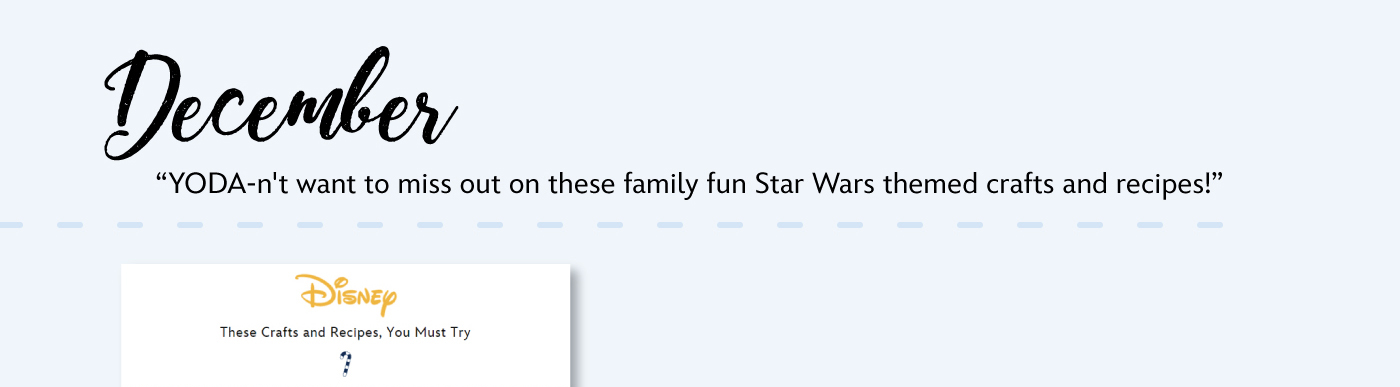 December
“YODA-n't want to miss out on these family fun Star Wars themed crafts and recipes!”
Disney
These Crafts and Recipes, You Must Try